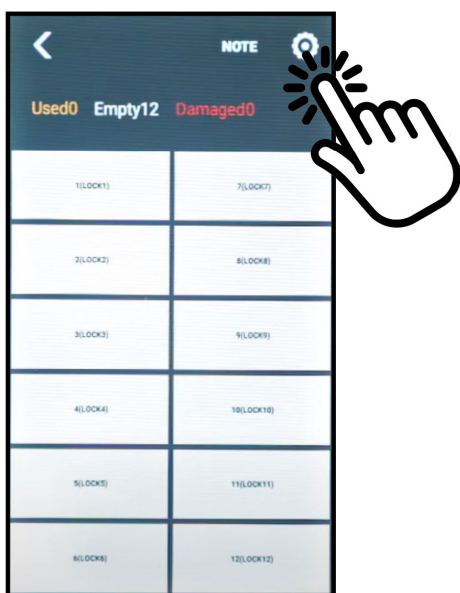 NOTE
Used0 Empty12 Damaged0
1(LOCK1) 7(LOCK7)
2(LOCK2) 8(LOCK8)
3(LOCK3) 9(LOCK9)
4(LOCK4) 10(LOCK10)
5(LOCK5) 11(LOCK11)
6(LOCK6) 12(LOCK12)